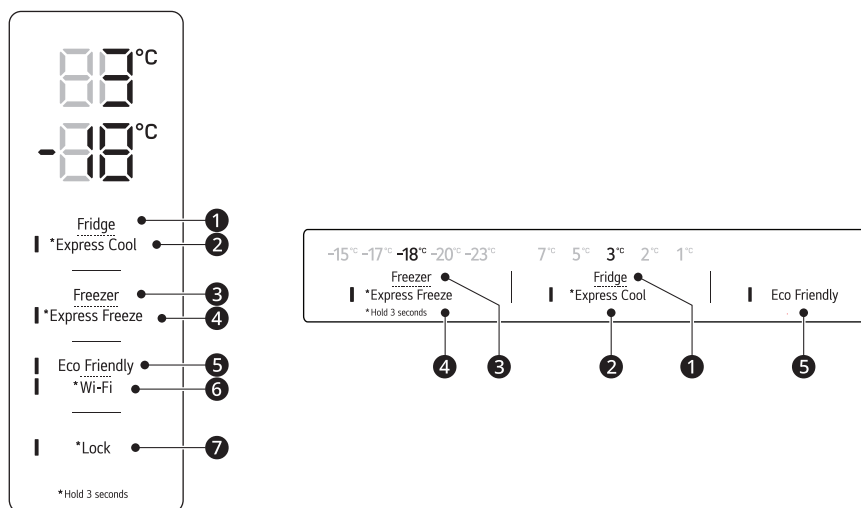 3°C
-18°C
Fridge
*Express Cool
Freezer
*Express Freeze
Eco Friendly
*Wi-Fi
*Lock
*Hold 3 seconds
1
2
3
4
5
6
7
-15°C -17°C -18°C -20°C -23°C
7°C 5°C 3°C 2°C 1°C
Freezer
*Express Freeze
*Hold 3 seconds
Fridge
*Express Cool
Eco Friendly
4 3 2 1 5